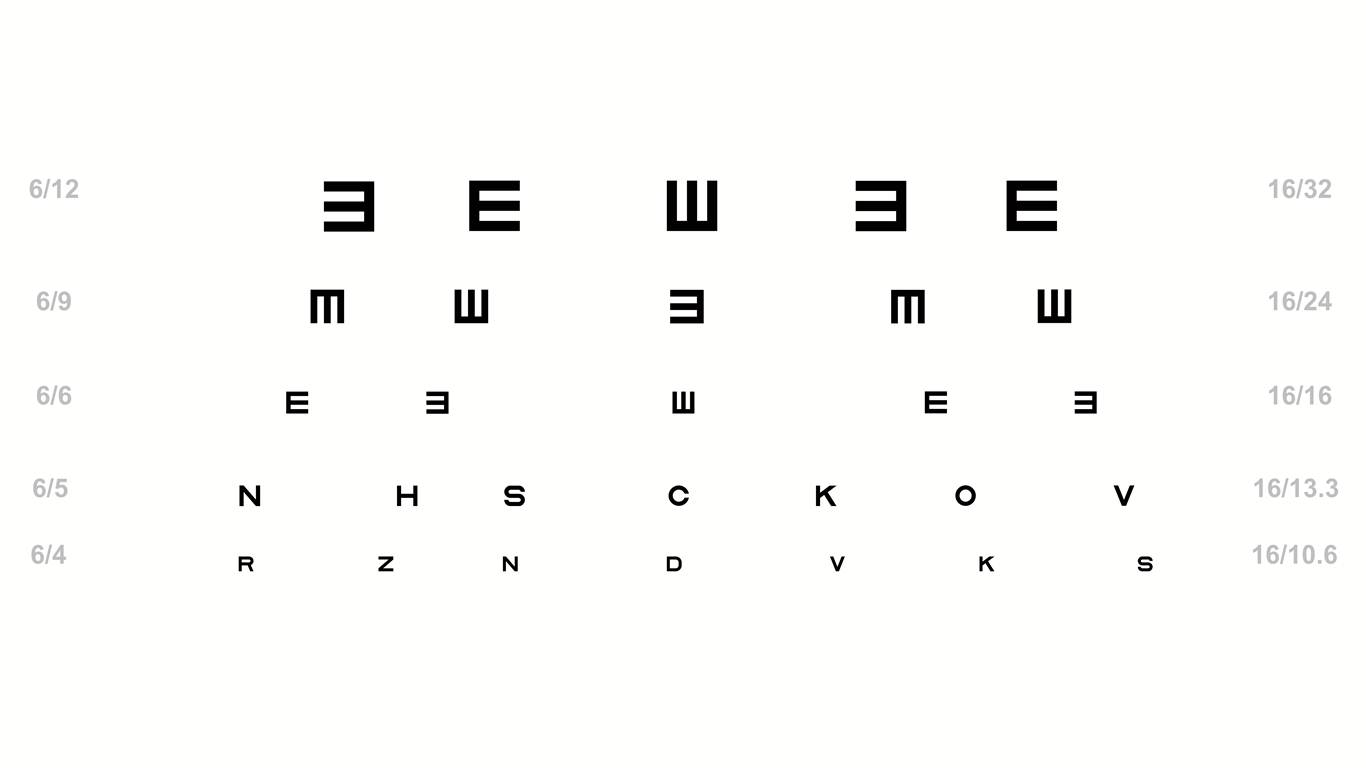 6/12 Ǝ E Ш Ǝ E 16/32
6/9 M Ш Ǝ M Ш 16/24
6/6 E Ǝ Ш E Ǝ 16/16
6/5 N H S C K O V 16/13.3
6/4 R Z N D V K S 16/10.6